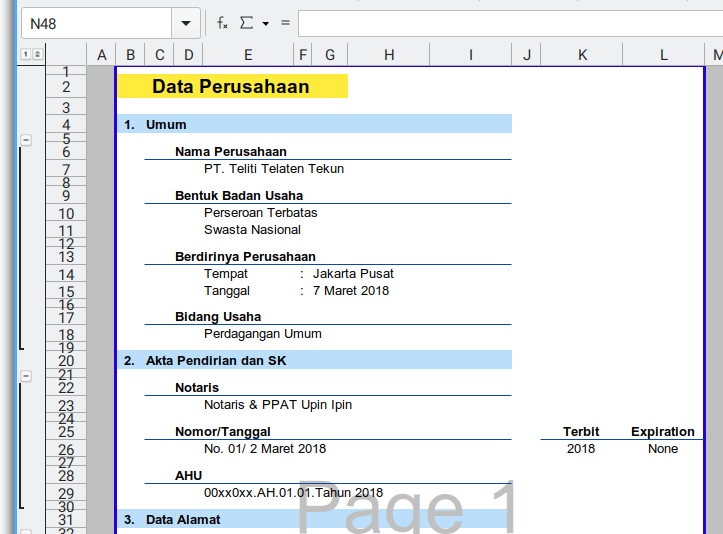 N48 fx Σ =
1 2 A B C D E F G H I J K L M
1
2 Data Perusahaan
3
4 1. Umum
5
6 Nama Perusahaan
7 PT. Teliti Telaten Tekun
8
9 Bentuk Badan Usaha
10 Perseroan Terbatas
11 Swasta Nasional
12
13 Berdirinya Perusahaan
14 Tempat : Jakarta Pusat
15 Tanggal : 7 Maret 2018
16
17 Bidang Usaha
18 Perdagangan Umum
19
20 2. Akta Pendirian dan SK
21
22 Notaris
23 Notaris & PPAT Upin Ipin
24
25 Nomor/Tanggal Terbit Expiration
26 No. 01/ 2 Maret 2018 2018 None
27
28 AHU
29 00xx0xx.AH.01.01.Tahun 2018
Page 1
30
31 3. Data Alamat
32